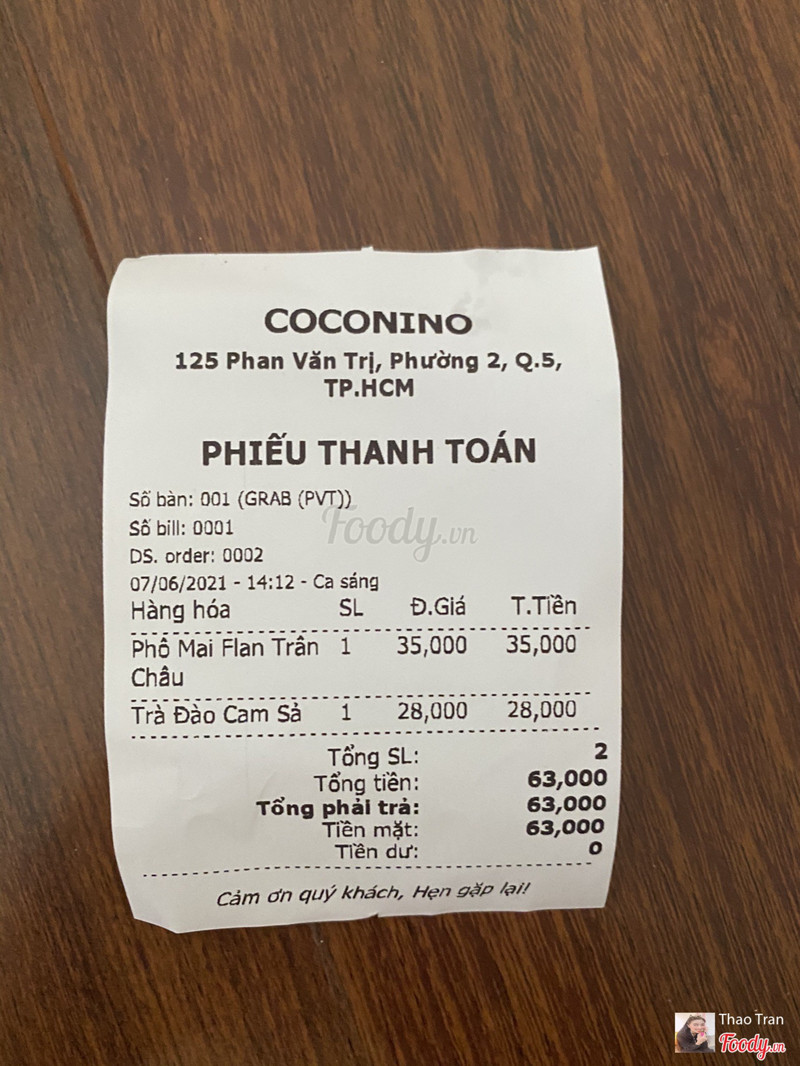 COCONINO
125 Phan Văn Trị, Phường 2, Q.5,
TP.HCM
PHIẾU THANH TOÁN
Số bàn: 001 (GRAB (PVT))
Foody.vn
Số bill: 0001
DS. order: 0002
07/06/2021 - 14:12 - Ca sáng
Hàng hóa SL Đ.Giá T.Tiền
Phô Mai Flan Trân 1 35,000 35,000
Châu
Trà Đào Cam Sả 1 28,000 28,000
Tổng SL: 2
Tổng tiền: 63,000
Tổng phải trả: 63,000
Tiền mặt: 63,000
Tiền dư: 0
Cảm ơn quý khách, Hẹn gặp lại!
Thao Tran
Foody.vn